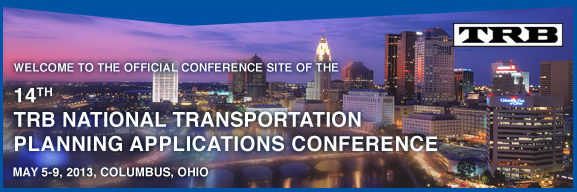 TRB
WELCOME TO THE OFFICIAL CONFERENCE SITE OF THE
14TH
TRB NATIONAL TRANSPORTATION
PLANNING APPLICATIONS CONFERENCE
MAY 5-9, 2013, COLUMBUS, OHIO